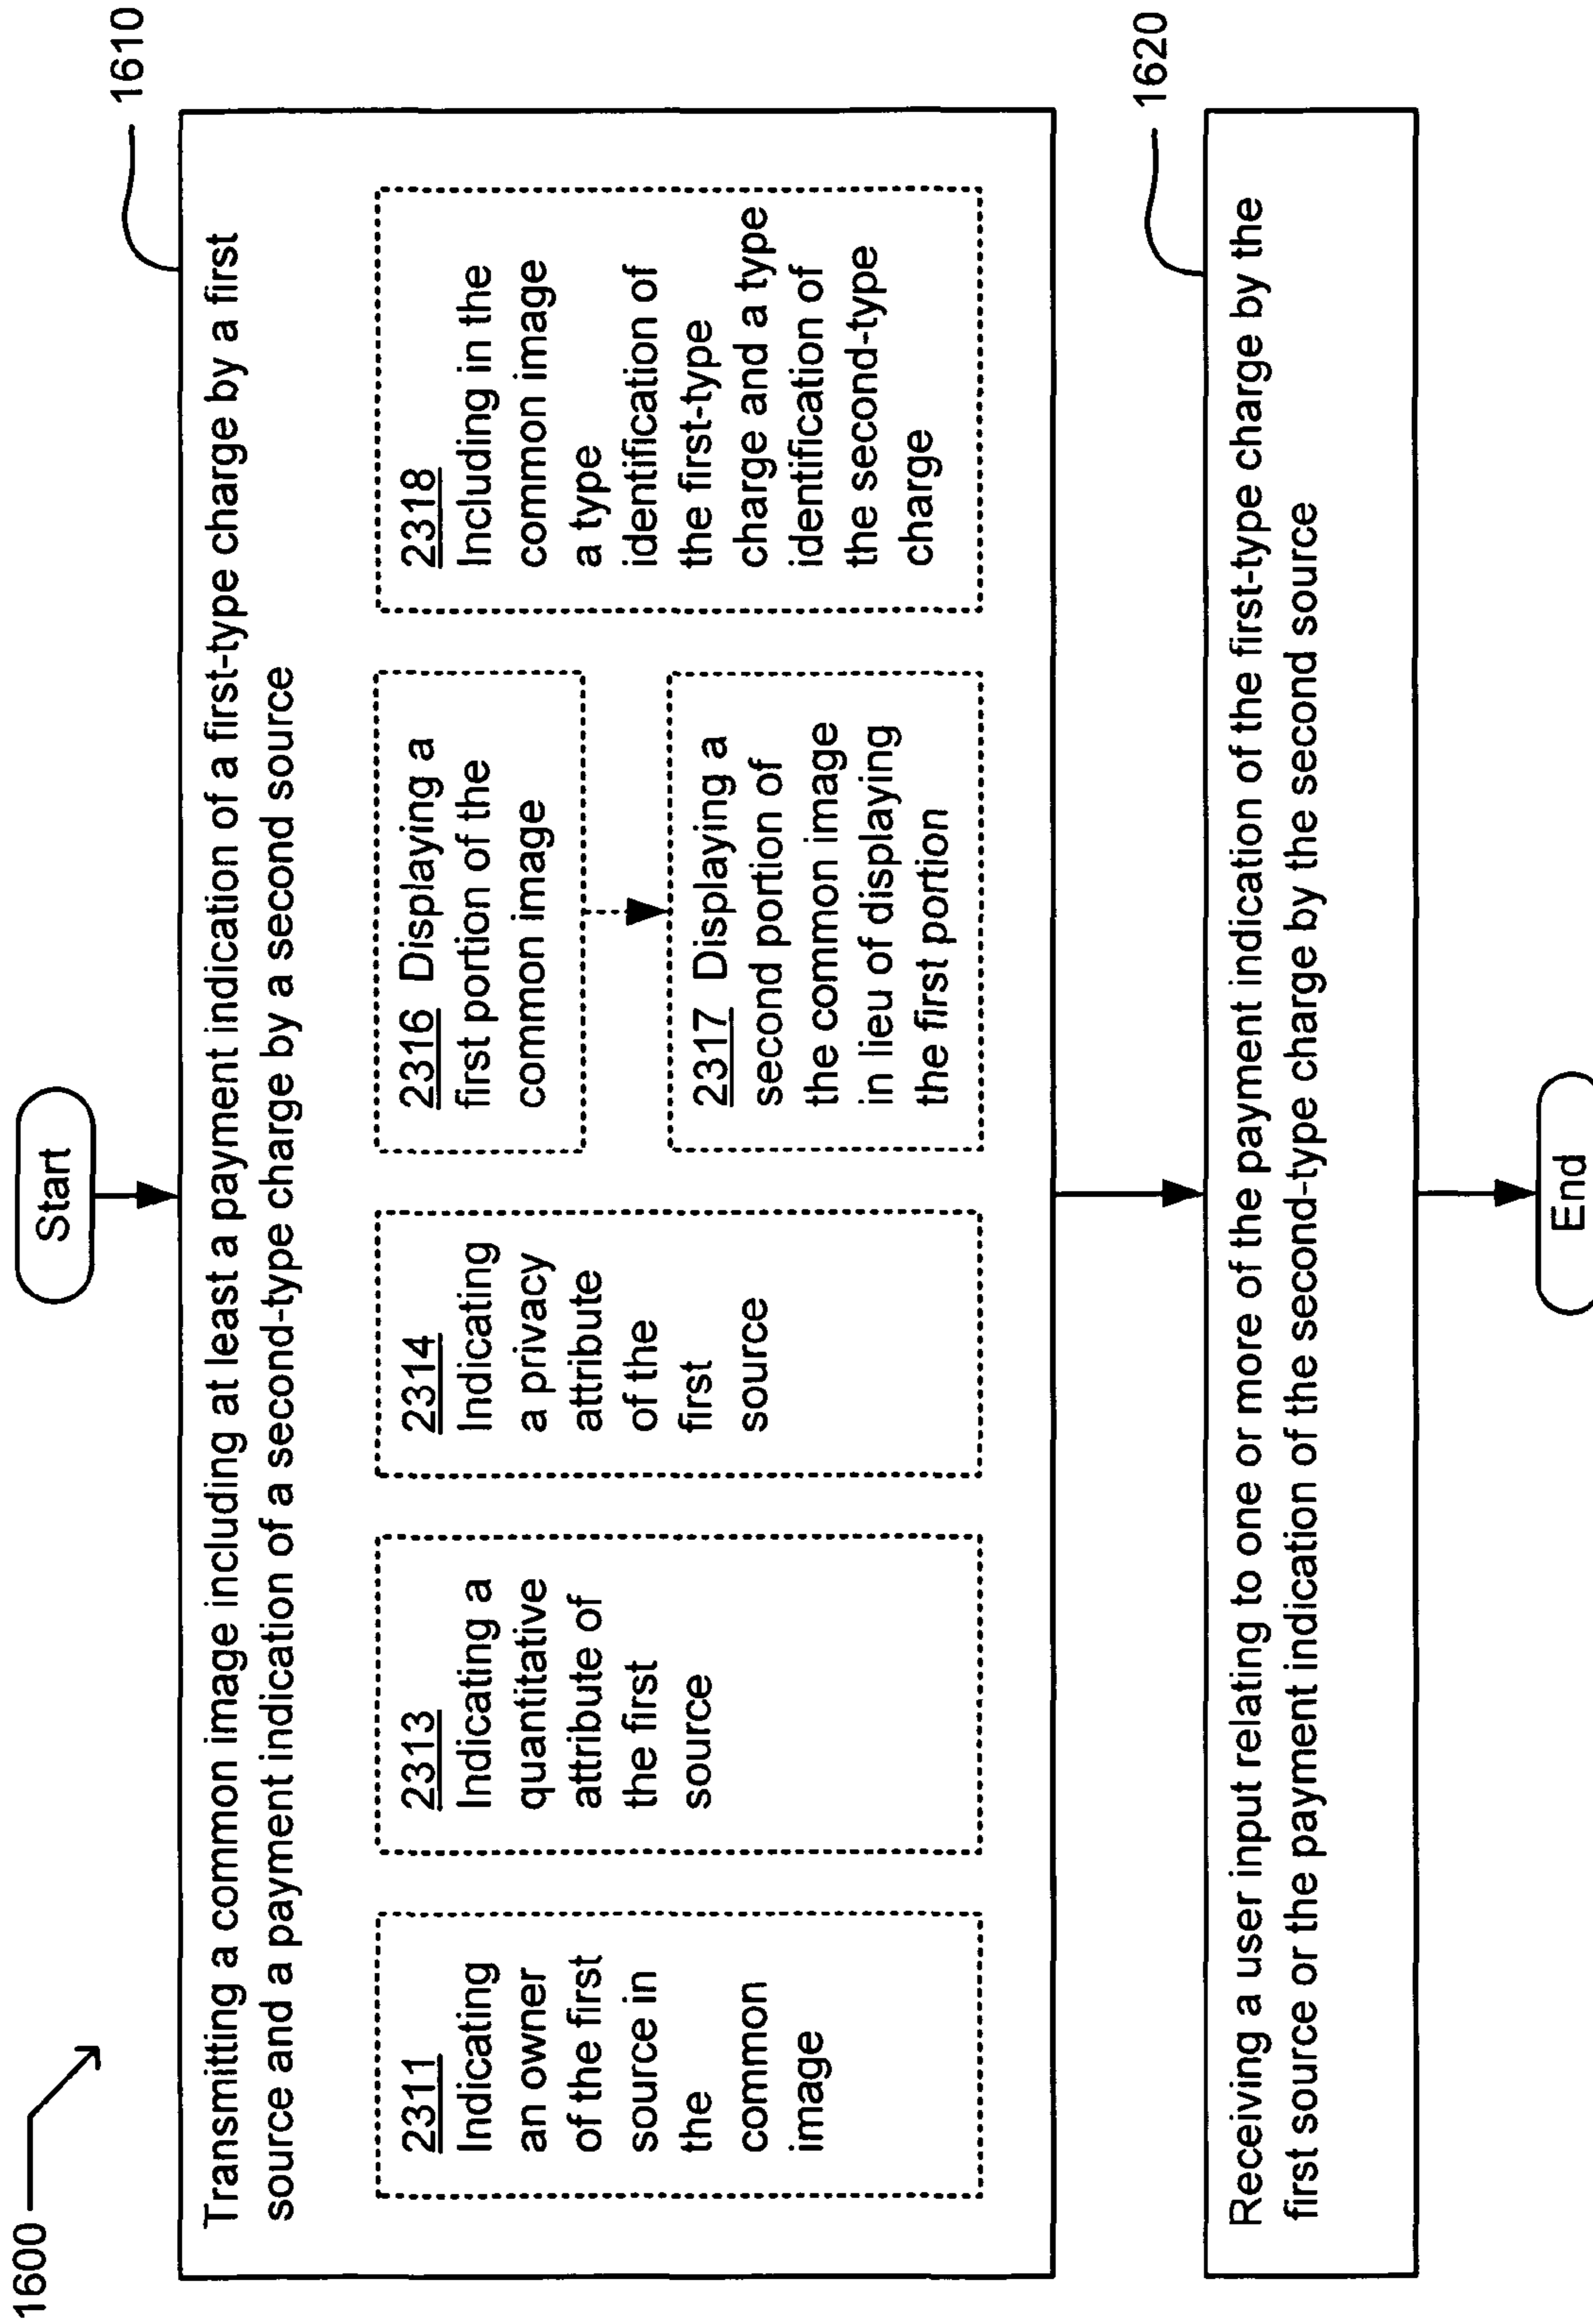 1600
Start
1610
Transmitting a common image including at least a payment indication of a first-type charge by a first
source and a payment indication of a second-type charge by a second source
2311
Indicating
an owner
of the first
source in
the
common
image
2313
Indicating a
quantitative
attribute of
the first
source
2314
Indicating
a privacy
attribute
of the
first
source
2316 Displaying a
first portion of the
common image
2317 Displaying a
second portion of
the common image
in lieu of displaying
the first portion
2318
Including in the
common image
a type
identification of
the first-type
charge and a type
identification of
the second-type
charge
1620
Receiving a user input relating to one or more of the payment indication of the first-type charge by the
first source or the payment indication of the second-type charge by the second source
End